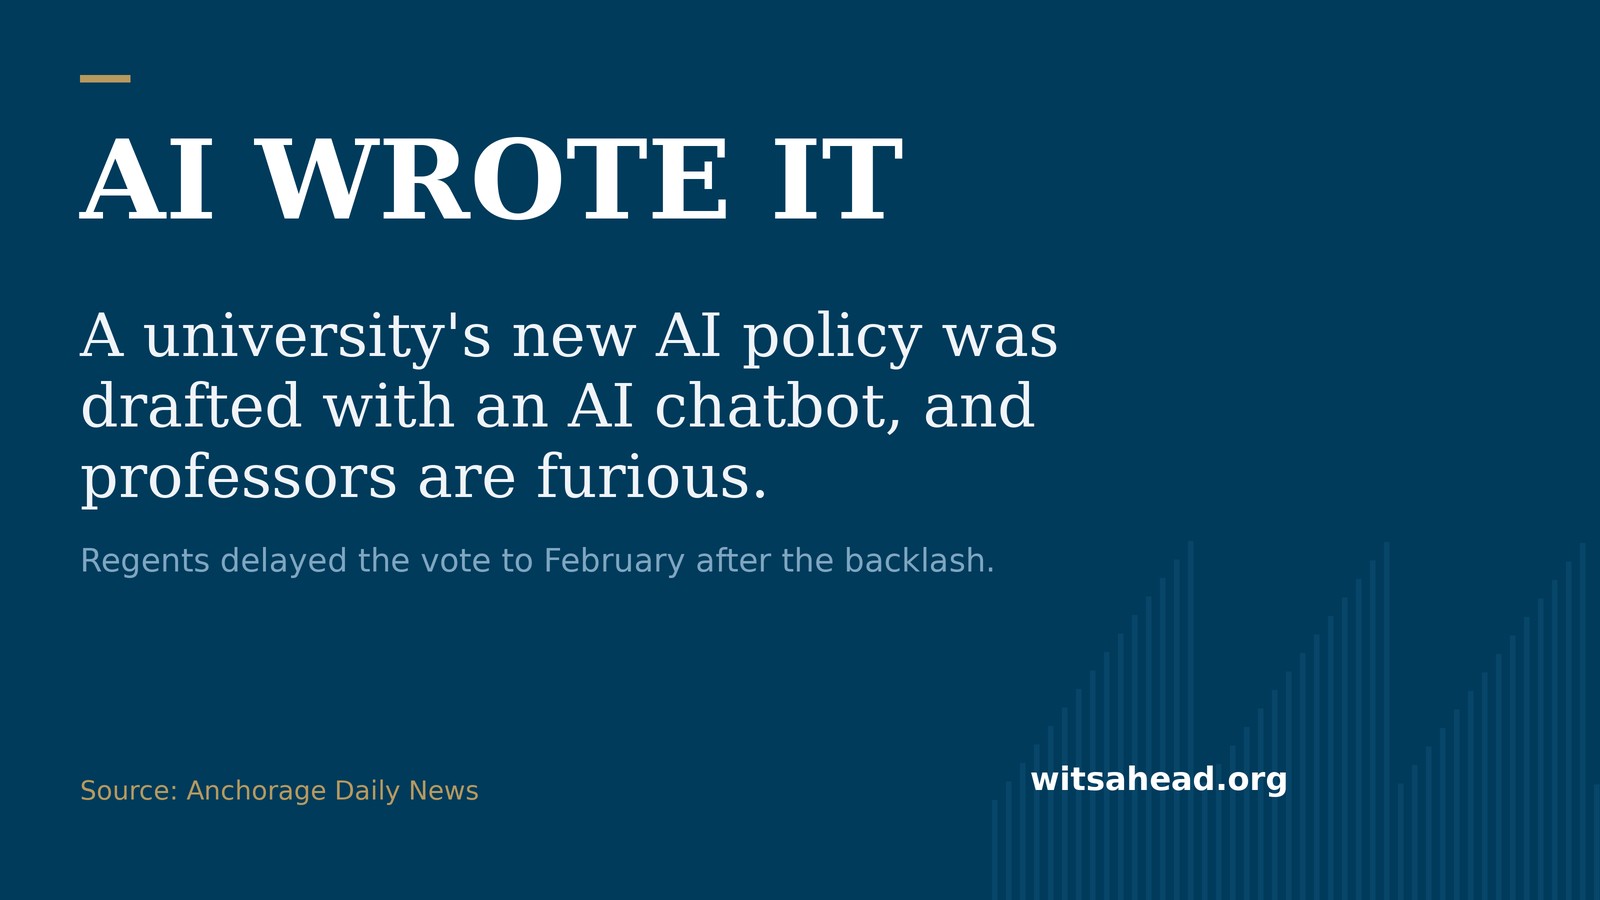 AI WROTE IT
A university's new AI policy was
drafted with an AI chatbot, and
professors are furious.
Regents delayed the vote to February after the backlash.
Source: Anchorage Daily News
witsahead.org